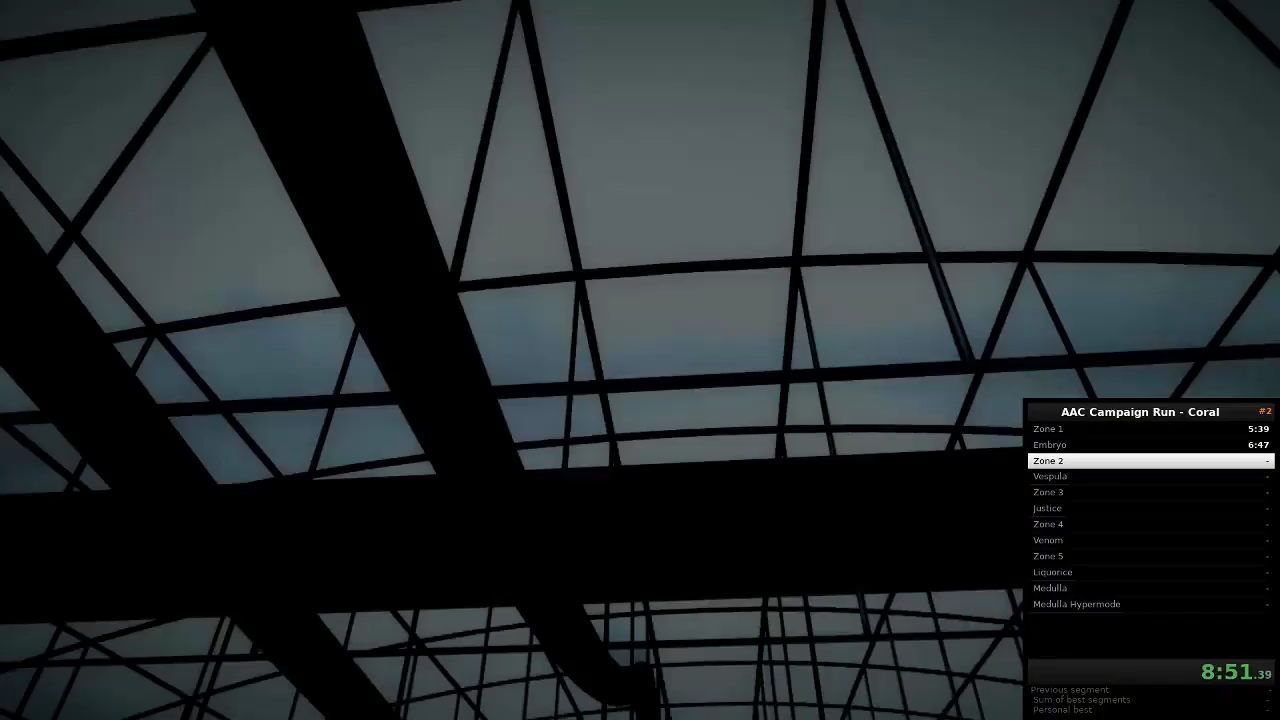 AAC Campaign Run - Coral #2
Zone 1 5:39
Embryo 6:47
Zone 2 -
Vespula -
Zone 3 -
Justice -
Zone 4 -
Venom -
Zone 5 -
Liquorice -
Medulla -
Medulla Hypermode -
8:51.39
Previous segment -
Sum of best segments -
Personal best -